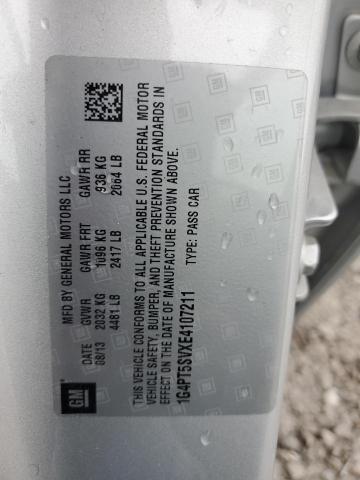 MFD BY GENERAL MOTORS LLC
DATE GVWR GAWR FRT GAWR RR
08/13 2032 KG 1096 KG 936 KG
4481 LB 2417 LB 2064 LB
THIS VEHICLE CONFORMS TO ALL APPLICABLE U.S. FEDERAL MOTOR
VEHICLE SAFETY, BUMPER, AND THEFT PREVENTION STANDARDS IN
EFFECT ON THE DATE OF MANUFACTURE SHOWN ABOVE.
1G4PT5SVXE4107211 TYPE: PASS CAR
GM